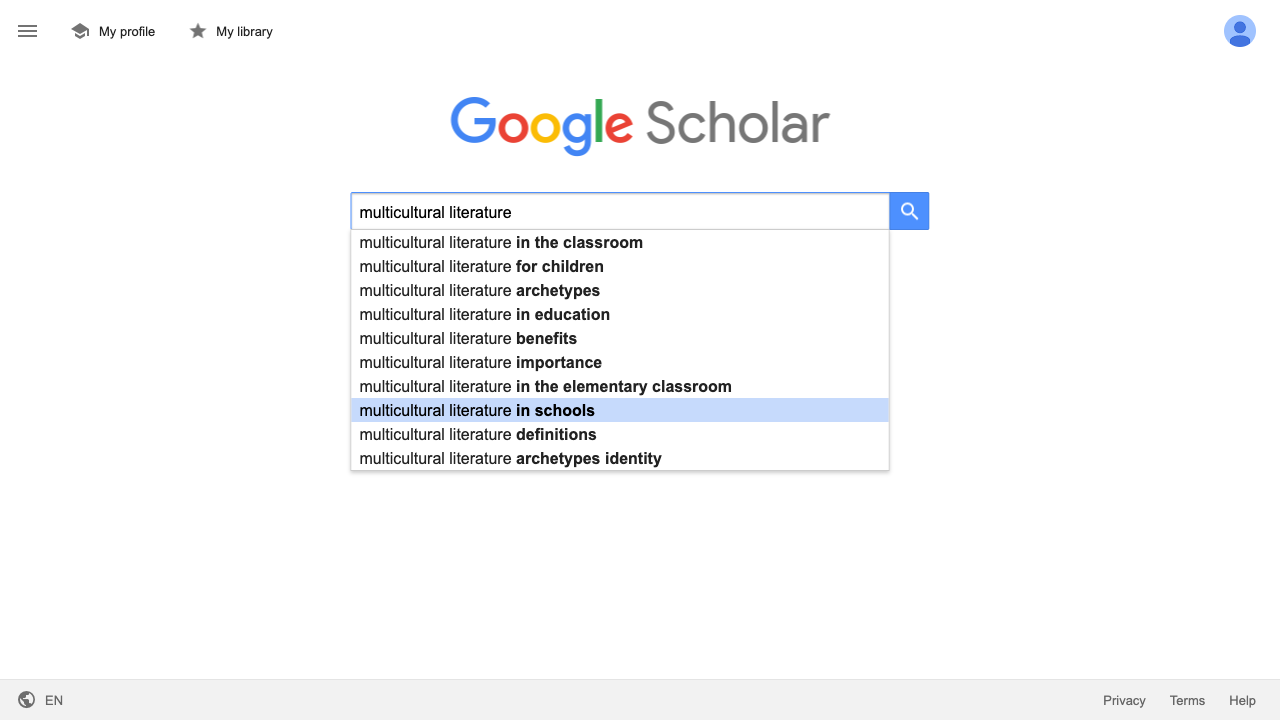 My profile
My library
Google Scholar
multicultural literature
multicultural literature in the classroom
multicultural literature for children
multicultural literature archetypes
multicultural literature in education
multicultural literature benefits
multicultural literature importance
multicultural literature in the elementary classroom
multicultural literature in schools
multicultural literature definitions
multicultural literature archetypes identity
EN
Privacy
Terms
Help